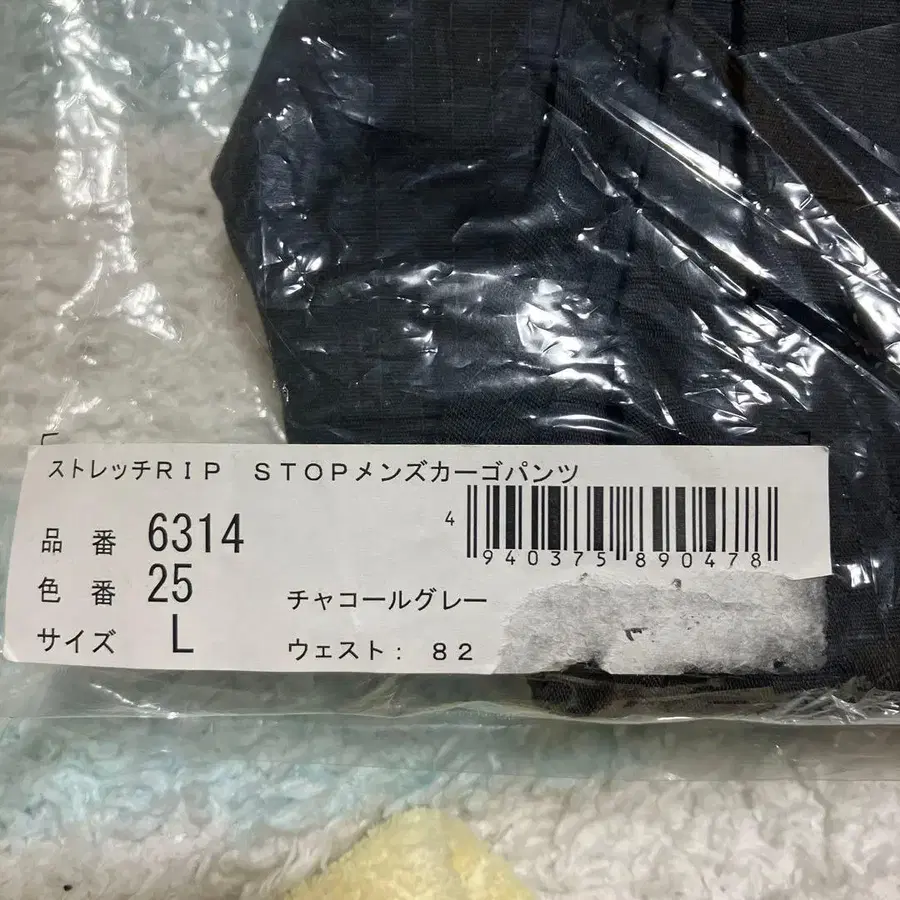 ストレッチＲＩＰ　ＳＴＯＰメンズカーゴパンツ
品 番 6314
4 940375 890478
色 番 25 チャコールグレー
サイズ L ウェスト： ８２